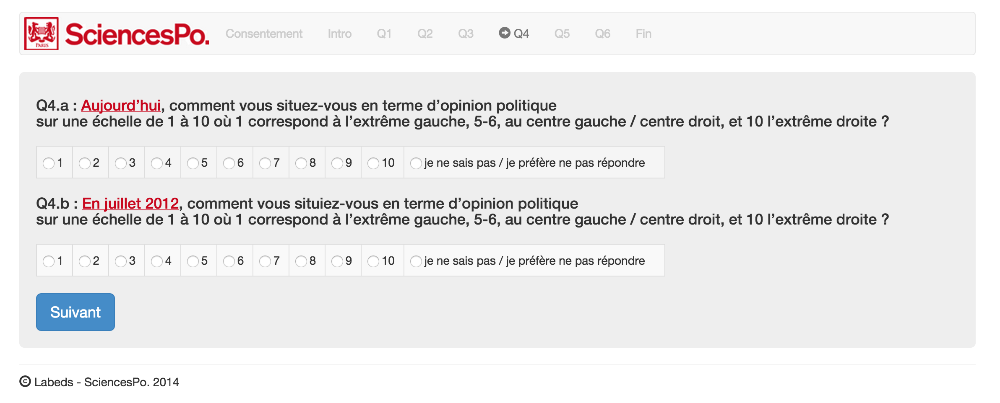 PARIS
SciencesPo.
Consentement Intro Q1 Q2 Q3 Q4 Q5 Q6 Fin
Q4.a : Aujourd’hui, comment vous situez-vous en terme d’opinion politique
sur une échelle de 1 à 10 où 1 correspond à l’extrême gauche, 5-6, au centre gauche / centre droit, et 10 l’extrême droite ?
1 2 3 4 5 6 7 8 9 10 je ne sais pas / je préfère ne pas répondre
Q4.b : En juillet 2012, comment vous situiez-vous en terme d’opinion politique
sur une échelle de 1 à 10 où 1 correspond à l’extrême gauche, 5-6, au centre gauche / centre droit, et 10 l’extrême droite ?
1 2 3 4 5 6 7 8 9 10 je ne sais pas / je préfère ne pas répondre
Suivant
© Labeds - SciencesPo. 2014